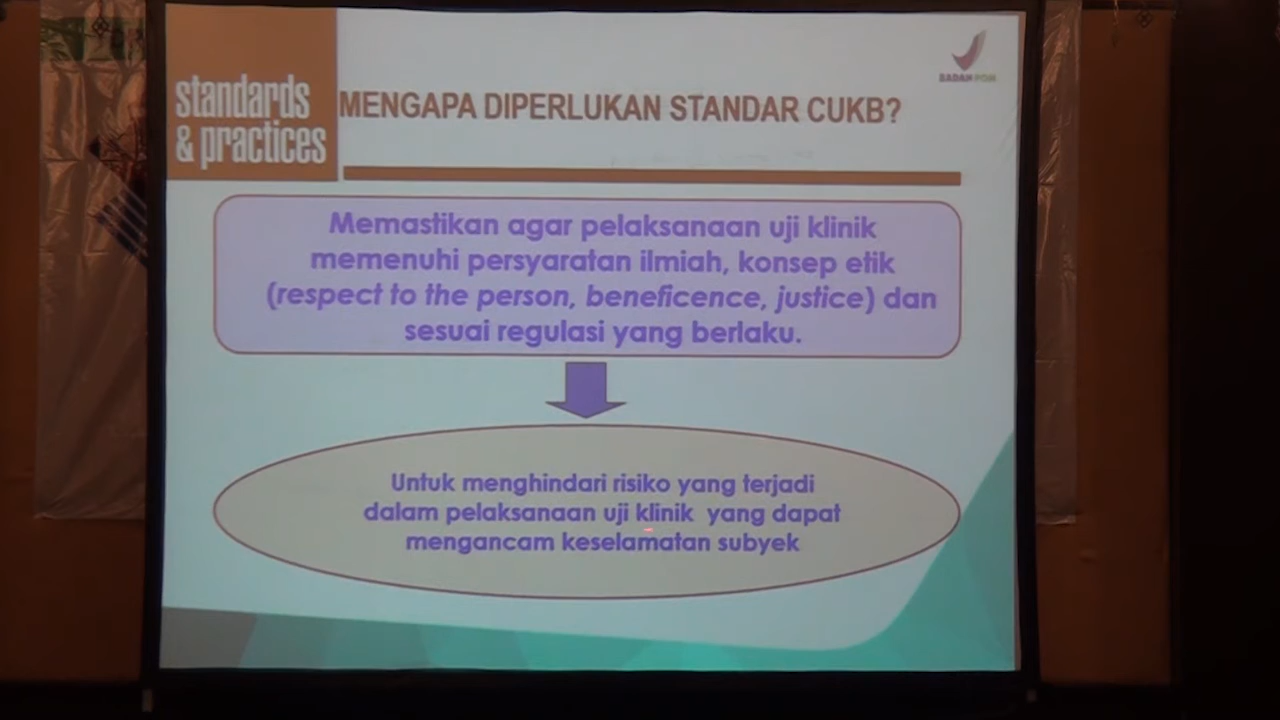 standards
& practices
BADAN POM
MENGAPA DIPERLUKAN STANDAR CUKB?
Memastikan agar pelaksanaan uji klinik
memenuhi persyaratan ilmiah, konsep etik
(respect to the person, beneficence, justice) dan
sesuai regulasi yang berlaku.
Untuk menghindari risiko yang terjadi
dalam pelaksanaan uji klinik yang dapat
mengancam keselamatan subyek